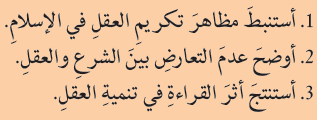 1. أستنبطَ مظاهرَ تكريمِ العقلِ في الإسلامِ.
2. أوضحَ عدمَ التعارضِ بينَ الشرعِ والعقلِ.
3. أستنتجَ أثرَ القراءةِ في تنميةِ العقلِ.